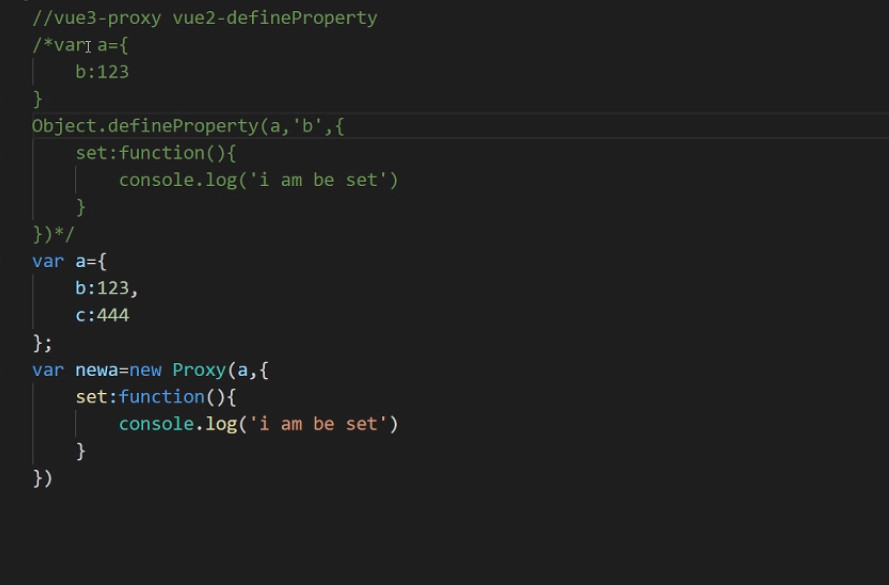 //vue3-proxy vue2-defineProperty
/*var a={
    b:123
}
Object.defineProperty(a,'b',{
    set:function(){
        console.log('i am be set')
    }
})*/
var a={
    b:123,
    c:444
};
var newa=new Proxy(a,{
    set:function(){
        console.log('i am be set')
    }
})